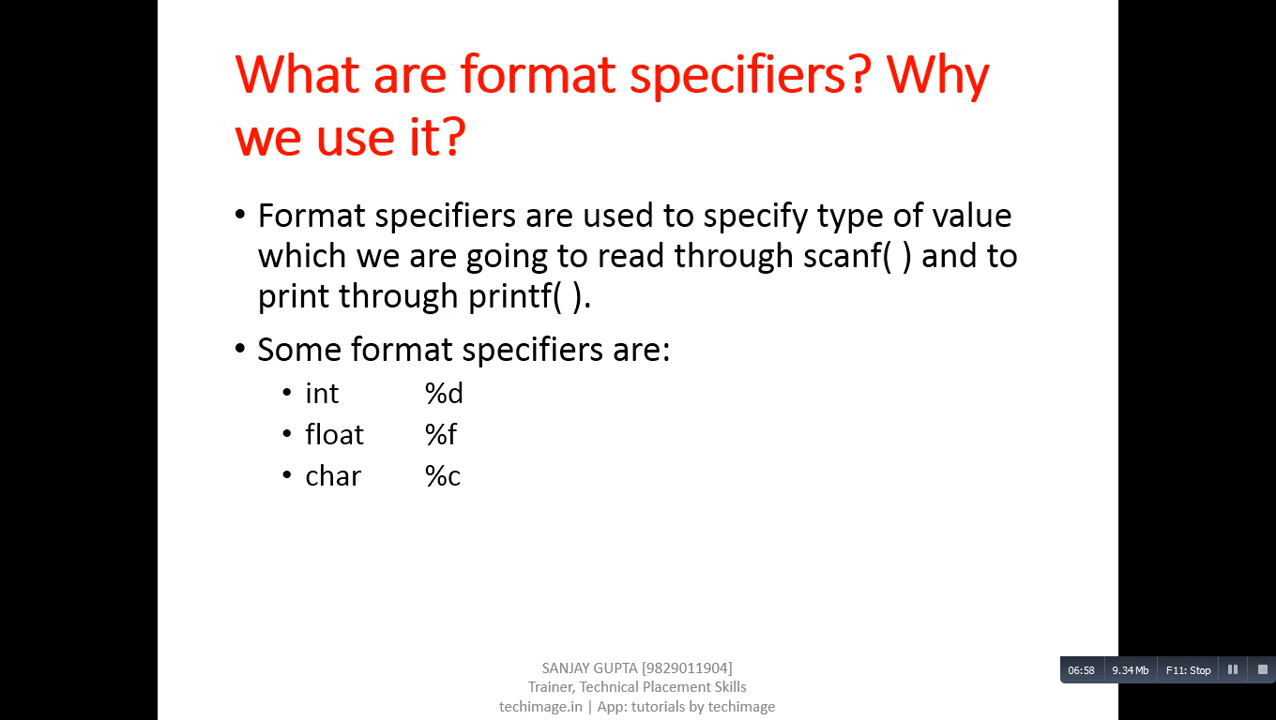 What are format specifiers? Why
we use it?
• Format specifiers are used to specify type of value
which we are going to read through scanf( ) and to
print through printf( ).
• Some format specifiers are:
• int %d
• float %f
• char %c
SANJAY GUPTA [9829011904]
Trainer, Technical Placement Skills
techimage.in | App: tutorials by techimage
06:58 9.34 Mb F11: Stop